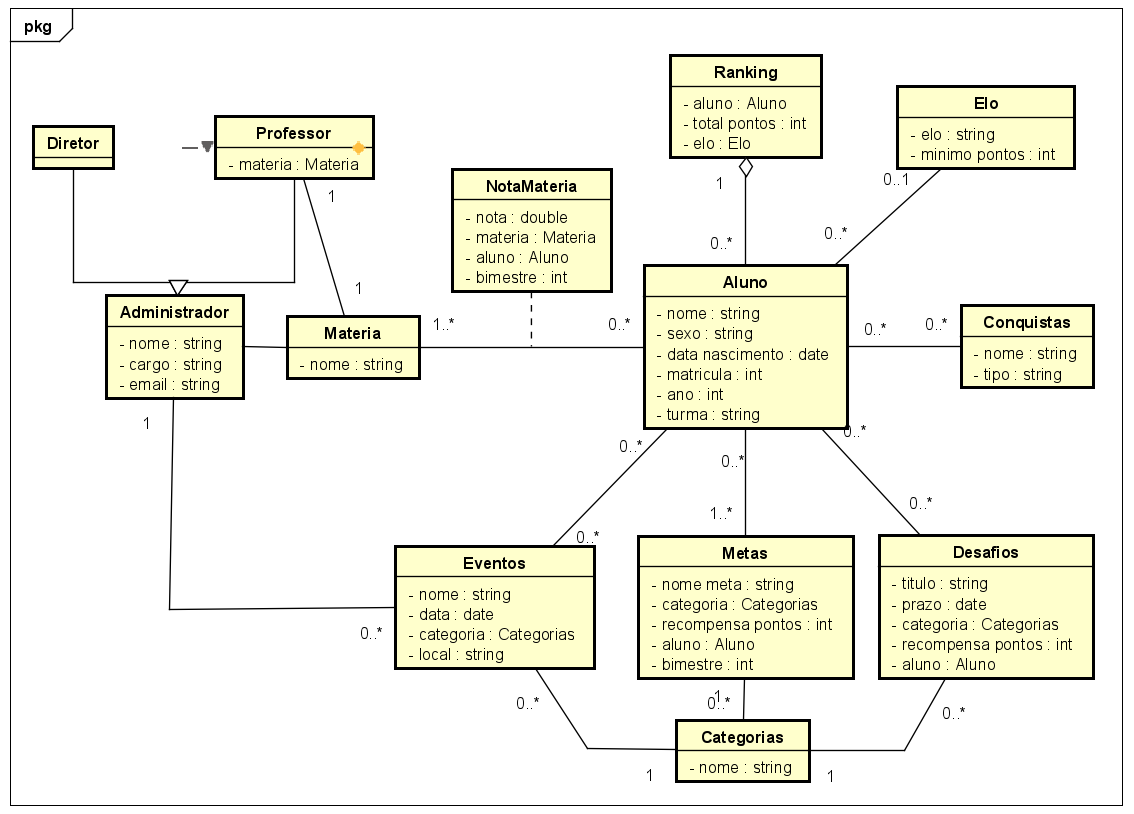 pkg
Ranking
- aluno : Aluno
- total pontos : int
- elo : Elo
Elo
- elo : string
- minimo pontos : int
Diretor
Professor
- materia : Materia
NotaMateria
- nota : double
- materia : Materia
- aluno : Aluno
- bimestre : int
1
1
0..1
0..*
0..*
Aluno
- nome : string
- sexo : string
- data nascimento : date
- matricula : int
- ano : int
- turma : string
Administrador
- nome : string
- cargo : string
- email : string
1
Materia
- nome : string
1..*
0..*
0..*
0..*
Conquistas
- nome : string
- tipo : string
1
0..*
0..*
0..*
1..*
0..*
0..*
Eventos
- nome : string
- data : date
- categoria : Categorias
- local : string
Metas
- nome meta : string
- categoria : Categorias
- recompensa pontos : int
- aluno : Aluno
- bimestre : int
Desafios
- titulo : string
- prazo : date
- categoria : Categorias
- recompensa pontos : int
- aluno : Aluno
0..*
0..*
1
0..*
0..*
Categorias
- nome : string
1
1